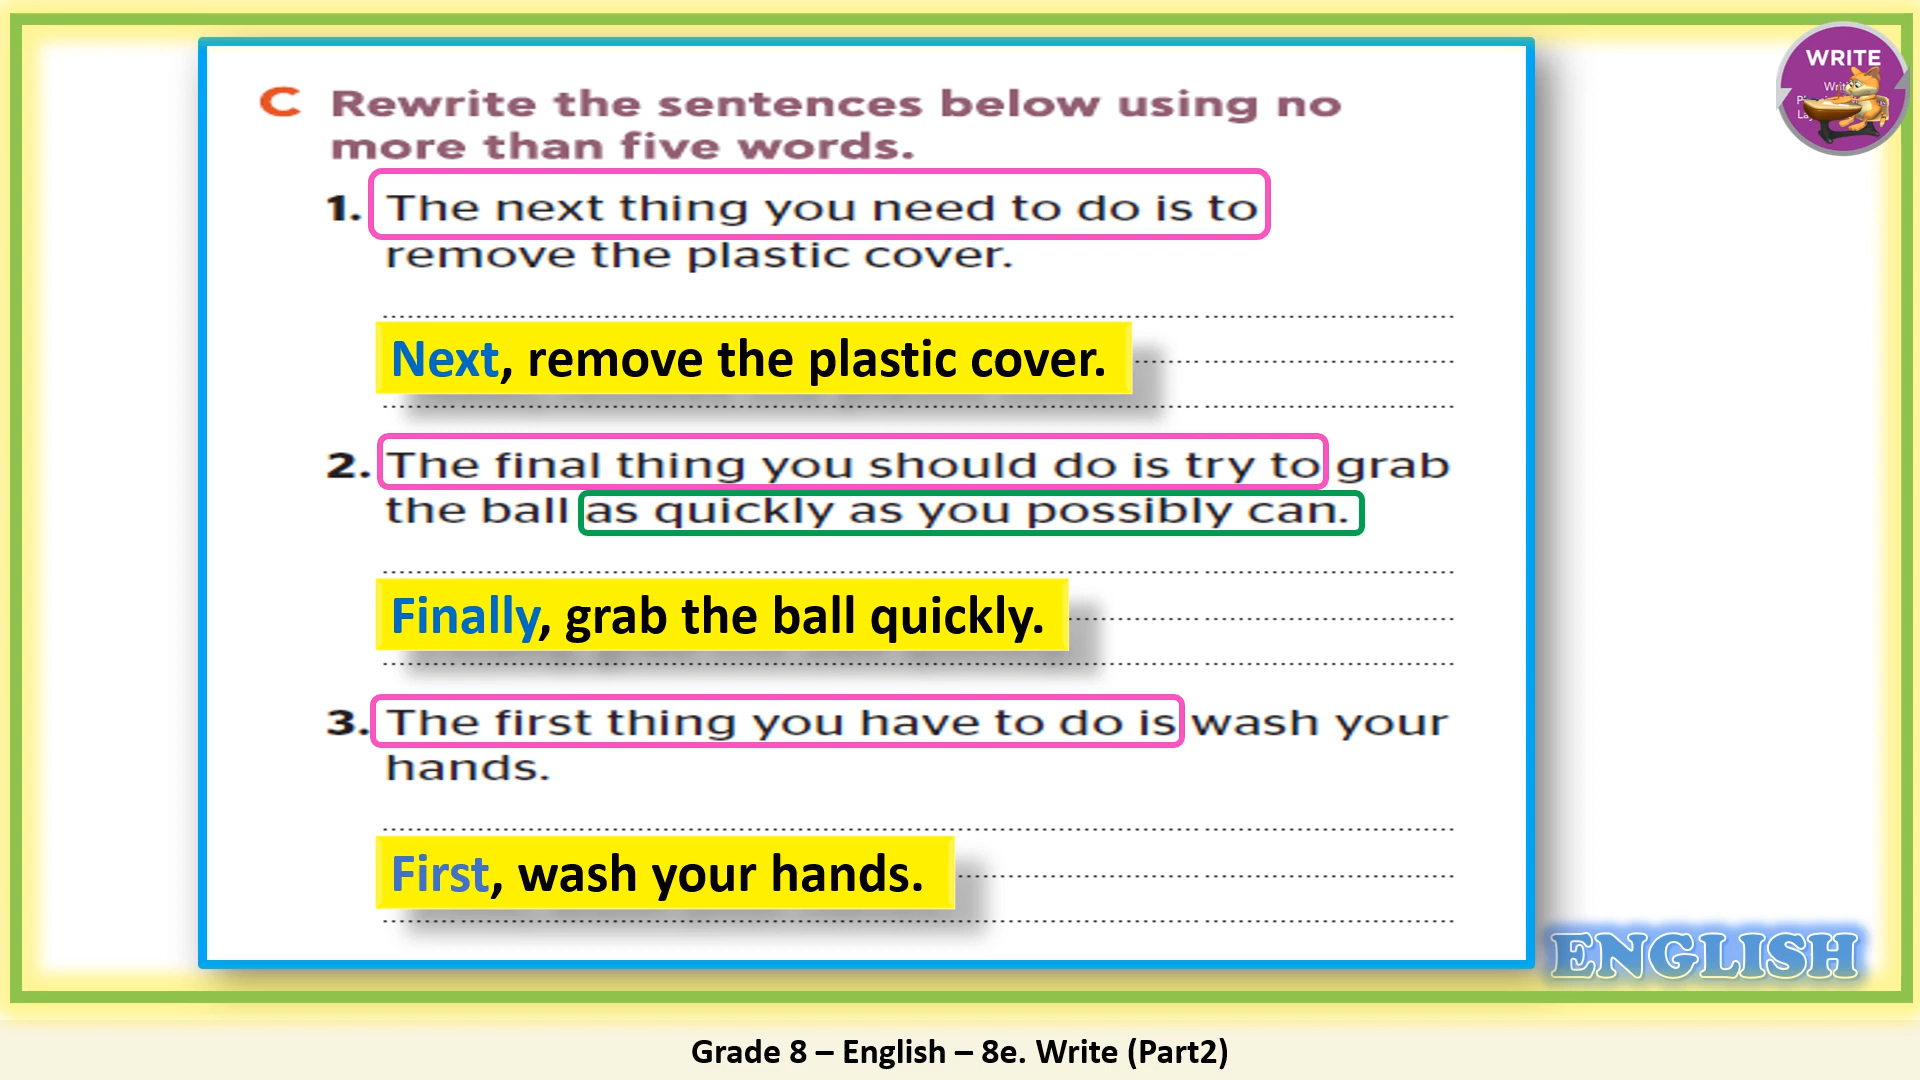 WRITE
C Rewrite the sentences below using no
more than five words.
1. The next thing you need to do is to
remove the plastic cover.
Next, remove the plastic cover.
2. The final thing you should do is try to grab
the ball as quickly as you possibly can.
Finally, grab the ball quickly.
3. The first thing you have to do is wash your
hands.
First, wash your hands.
ENGLISH
Grade 8 – English – 8e. Write (Part2)